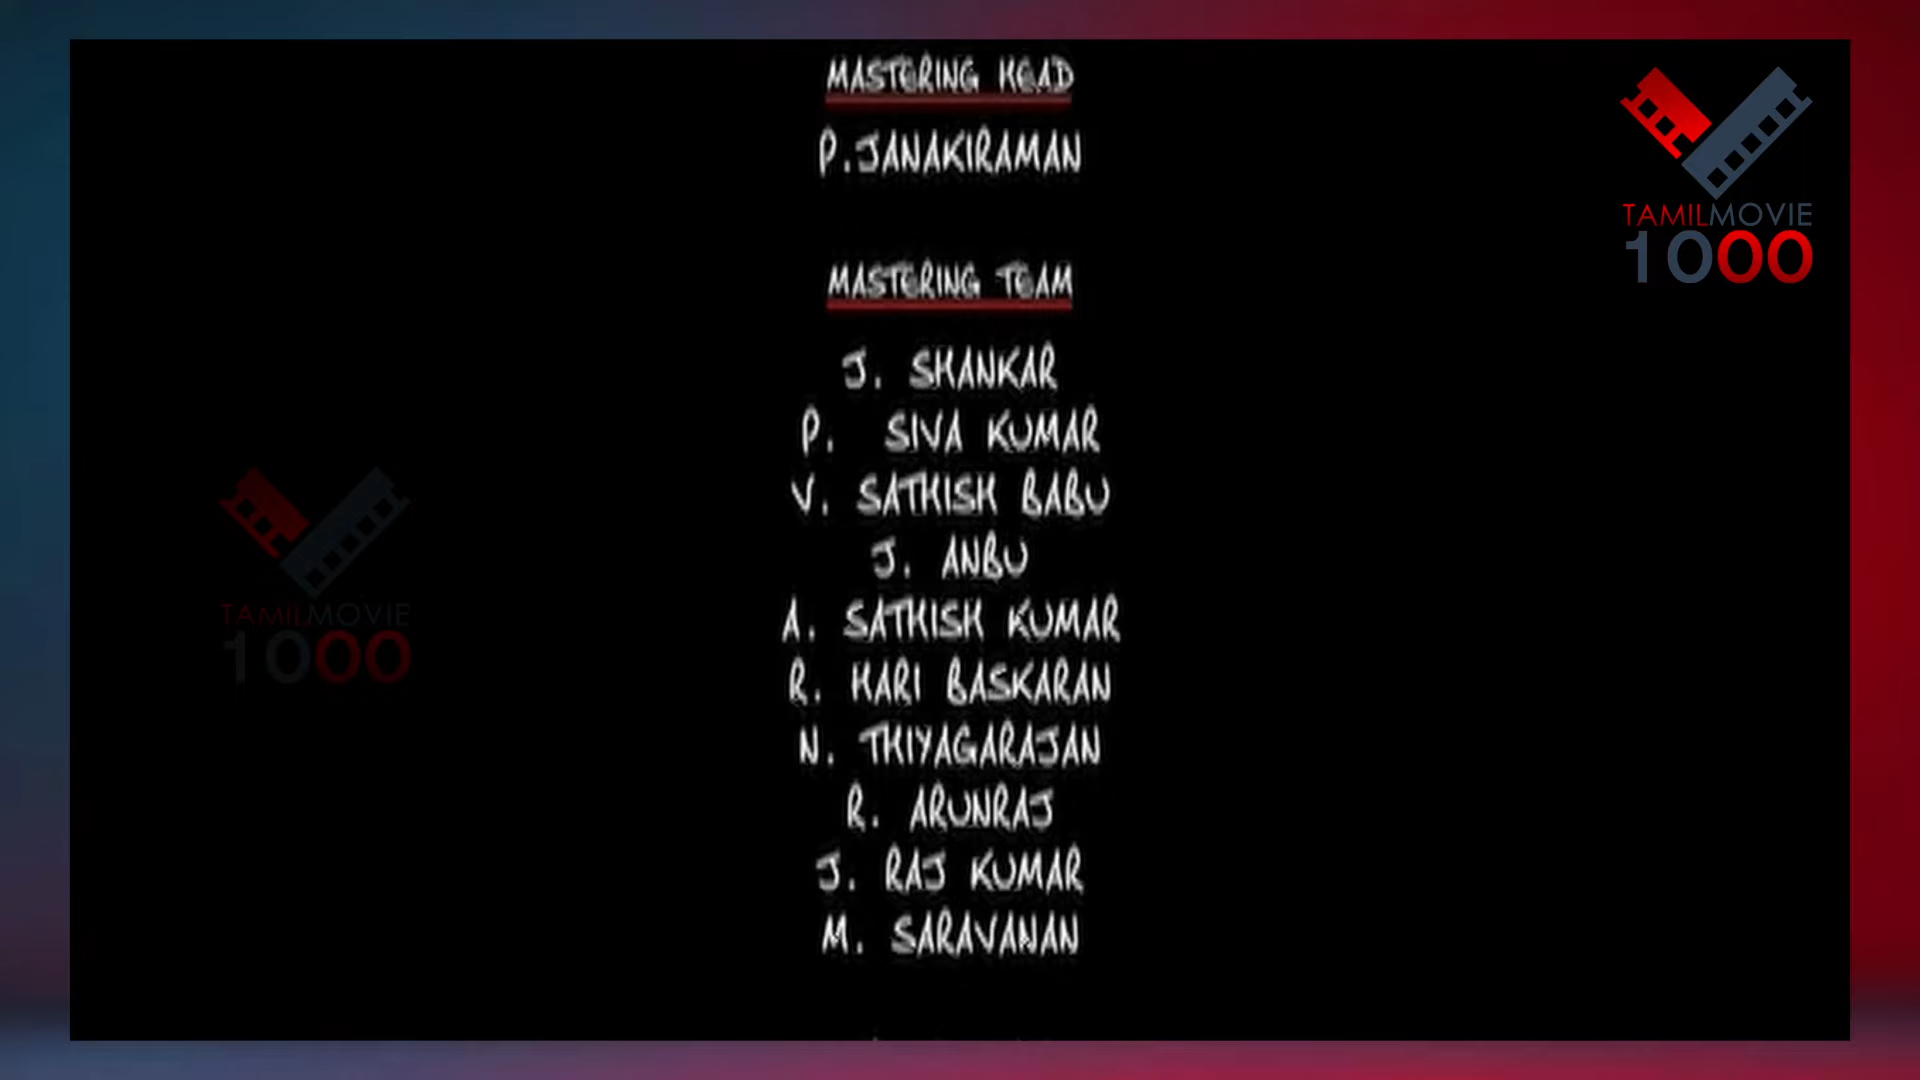 MASTERING HEAD
P.JANAKIRAMAN
MASTERING TEAM
J. SHANKAR
P. SIVA KUMAR
V. SATHISH BABU
J. ANBU
A. SATHISH KUMAR
R. HARI BASKARAN
N. THIYAGARAJAN
R. ARUNRAJ
J. RAJ KUMAR
M. SARAVANAN
TAMILMOVIE
1000
TAMILMOVIE
1000